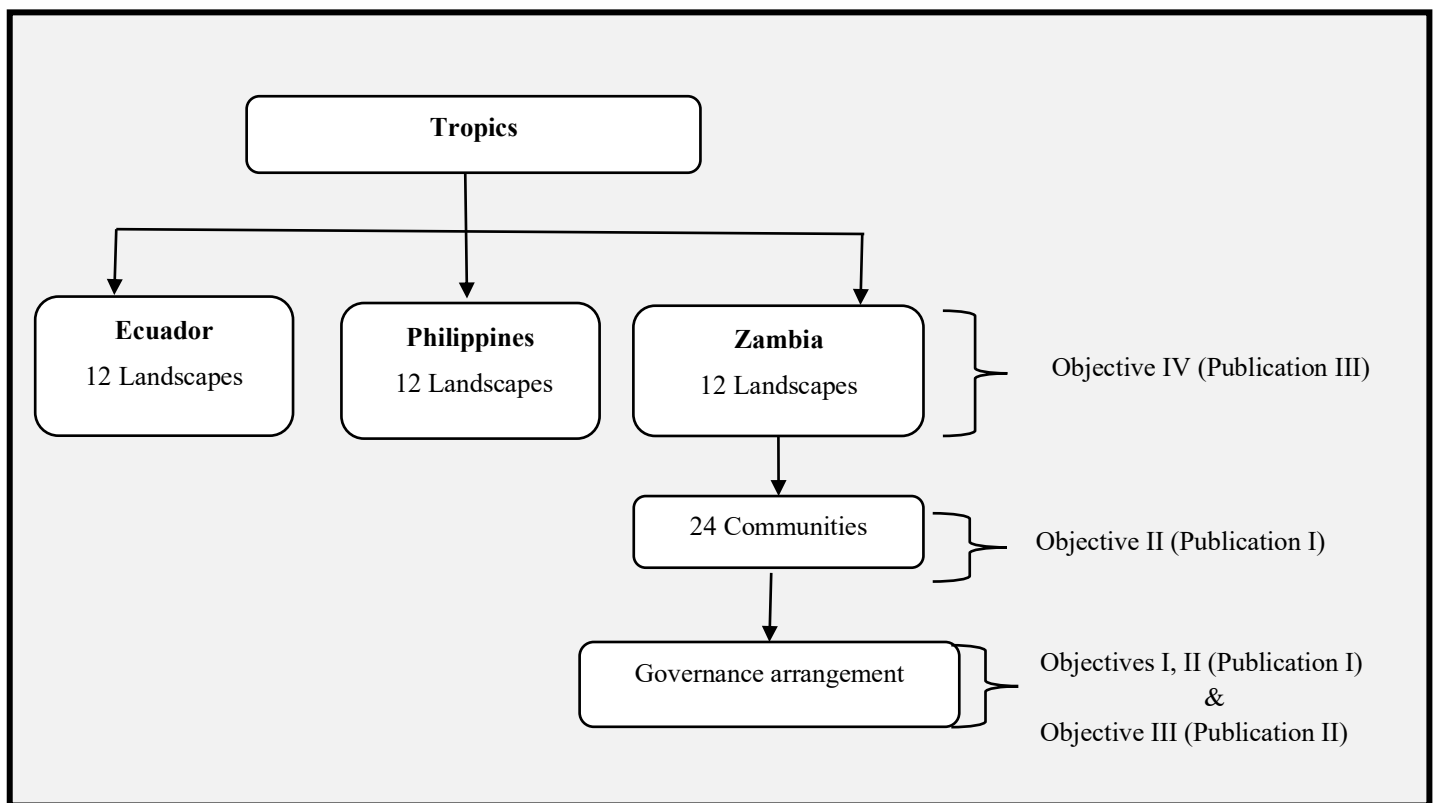 Tropics
Ecuador
12 Landscapes
Philippines
12 Landscapes
Zambia
12 Landscapes
Objective IV (Publication III)
24 Communities
Objective II (Publication I)
Governance arrangement
Objectives I, II (Publication I)
&
Objective III (Publication II)